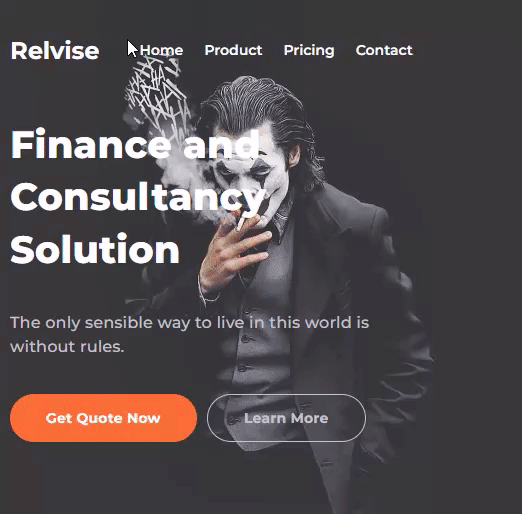 Relvise Home Product Pricing Contact
Finance and
Consultancy
Solution
The only sensible way to live in this world is
without rules.
Get Quote Now Learn More